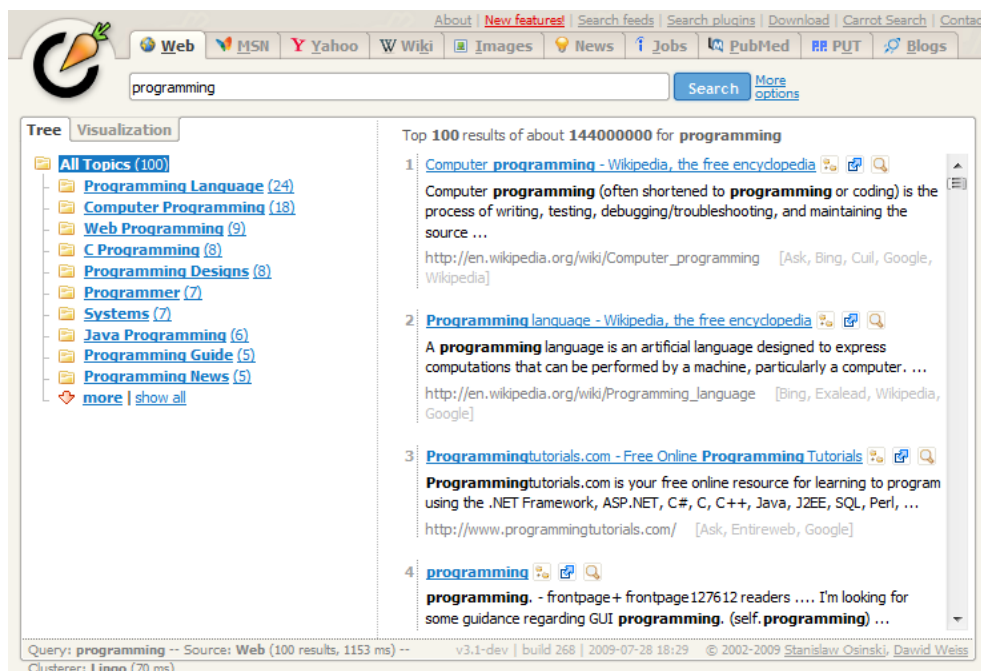 About | New features! | Search feeds | Search plugins | Download | Carrot Search | Contac
Web MSN Yahoo Wiki Images News Jobs PubMed PUT Blogs
programming Search More options
Tree Visualization
Top 100 results of about 144000000 for programming
All Topics (100)
Programming Language (24)
Computer Programming (18)
Web Programming (9)
C Programming (8)
Programming Designs (8)
Programmer (7)
Systems (7)
Java Programming (6)
Programming Guide (5)
Programming News (5)
more | show all
1 Computer programming - Wikipedia, the free encyclopedia
Computer programming (often shortened to programming or coding) is the
process of writing, testing, debugging/troubleshooting, and maintaining the
source ...
http://en.wikipedia.org/wiki/Computer_programming [Ask, Bing, Cuil, Google,
Wikipedia]
2 Programming language - Wikipedia, the free encyclopedia
A programming language is an artificial language designed to express
computations that can be performed by a machine, particularly a computer. ...
http://en.wikipedia.org/wiki/Programming_language [Bing, Exalead, Wikipedia,
Google]
3 Programmingtutorials.com - Free Online Programming Tutorials
Programmingtutorials.com is your free online resource for learning to program
using the .NET Framework, ASP.NET, C#, C, C++, Java, J2EE, SQL, Perl, ...
http://www.programmingtutorials.com/ [Ask, Entireweb, Google]
4 programming
programming. - frontpage+ frontpage127612 readers .... I'm looking for
some guidance regarding GUI programming. (self.programming) ...
Query: programming -- Source: Web (100 results, 1153 ms) -- v3.1-dev | build 268 | 2009-07-28 18:29 © 2002-2009 Stanislaw Osinski, Dawid Weiss
Clusterer: Lingo (70 ms)